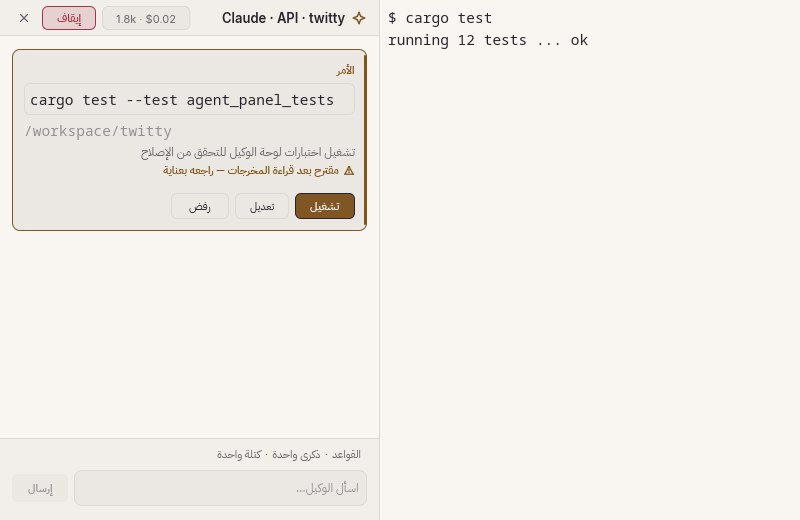 Claude · API · twitty
1.8k · $0.02
إيقاف
الأمر
cargo test --test agent_panel_tests
/workspace/twitty
تشغيل اختبارات لوحة الوكيل للتحقق من الإصلاح
⚠ مقترح بعد قراءة المخرجات — راجعه بعناية
تشغيل
تعديل
رفض
القواعد · ذكرى واحدة · كتلة واحدة
اسأل الوكيل...
إرسال
$ cargo test
running 12 tests ... ok